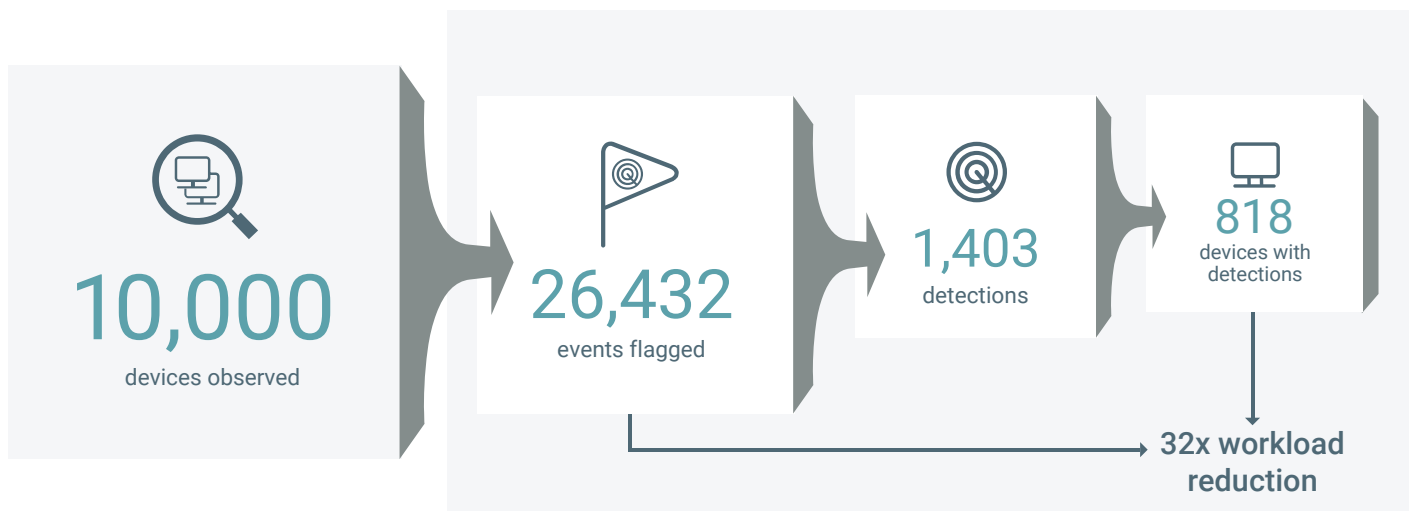 10,000
devices observed
26,432
events flagged
1,403
detections
818
devices with
detections
32x workload
reduction